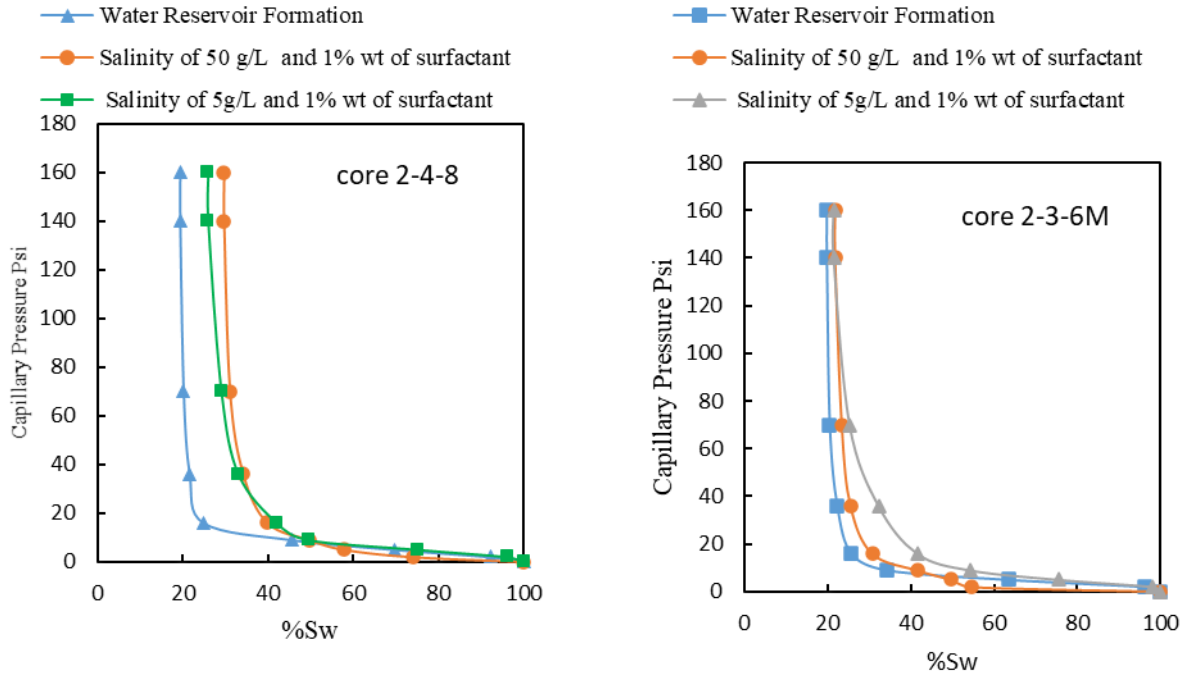 Water Reservoir Formation
Salinity of 50 g/L and 1% wt of surfactant
Salinity of 5g/L and 1% wt of surfactant
180
160
140
120
100
80
60
40
20
0
0 20 40 60 80 100
Capillary Pressure Psi
%Sw
core 2-4-8
Water Reservoir Formation
Salinity of 50 g/L and 1% wt of surfactant
Salinity of 5g/L and 1% wt of surfactant
180
160
140
120
100
80
60
40
20
0
0 20 40 60 80 100
Capillary Pressure Psi
%Sw
core 2-3-6M